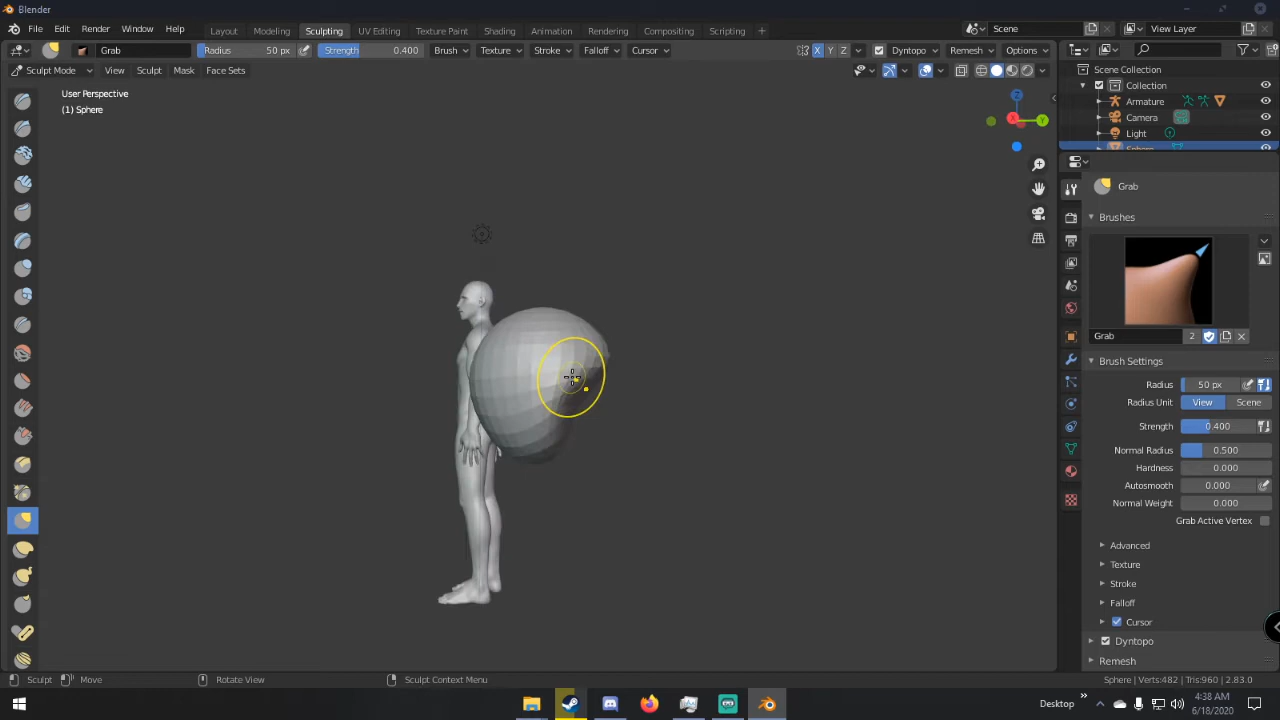 Blender
File Edit Render Window Help Layout Modeling Sculpting UV Editing Texture Paint Shading Animation Rendering Compositing Scripting + Scene View Layer
Grab Radius 50 px Strength 0.400 Brush Texture Stroke Falloff Cursor X Y Z Dyntopo Remesh Options
Sculpt Mode View Sculpt Mask Face Sets
Scene Collection
Collection
Armature
Camera
Light
Sphere
User Perspective
(1) Sphere
Z
X
Y
Grab
Brushes
Grab 2
Brush Settings
Radius 50 px
Radius Unit View Scene
Strength 0.400
Normal Radius 0.500
Hardness 0.000
Autosmooth 0.000
Normal Weight 0.000
Grab Active Vertex
Advanced
Texture
Stroke
Falloff
Cursor
Dyntopo
Remesh
Sculpt Move Rotate View Sculpt Context Menu Sphere | Verts:482 | Tris:960 | 2.83.0
Desktop
4:38 AM
6/18/2020